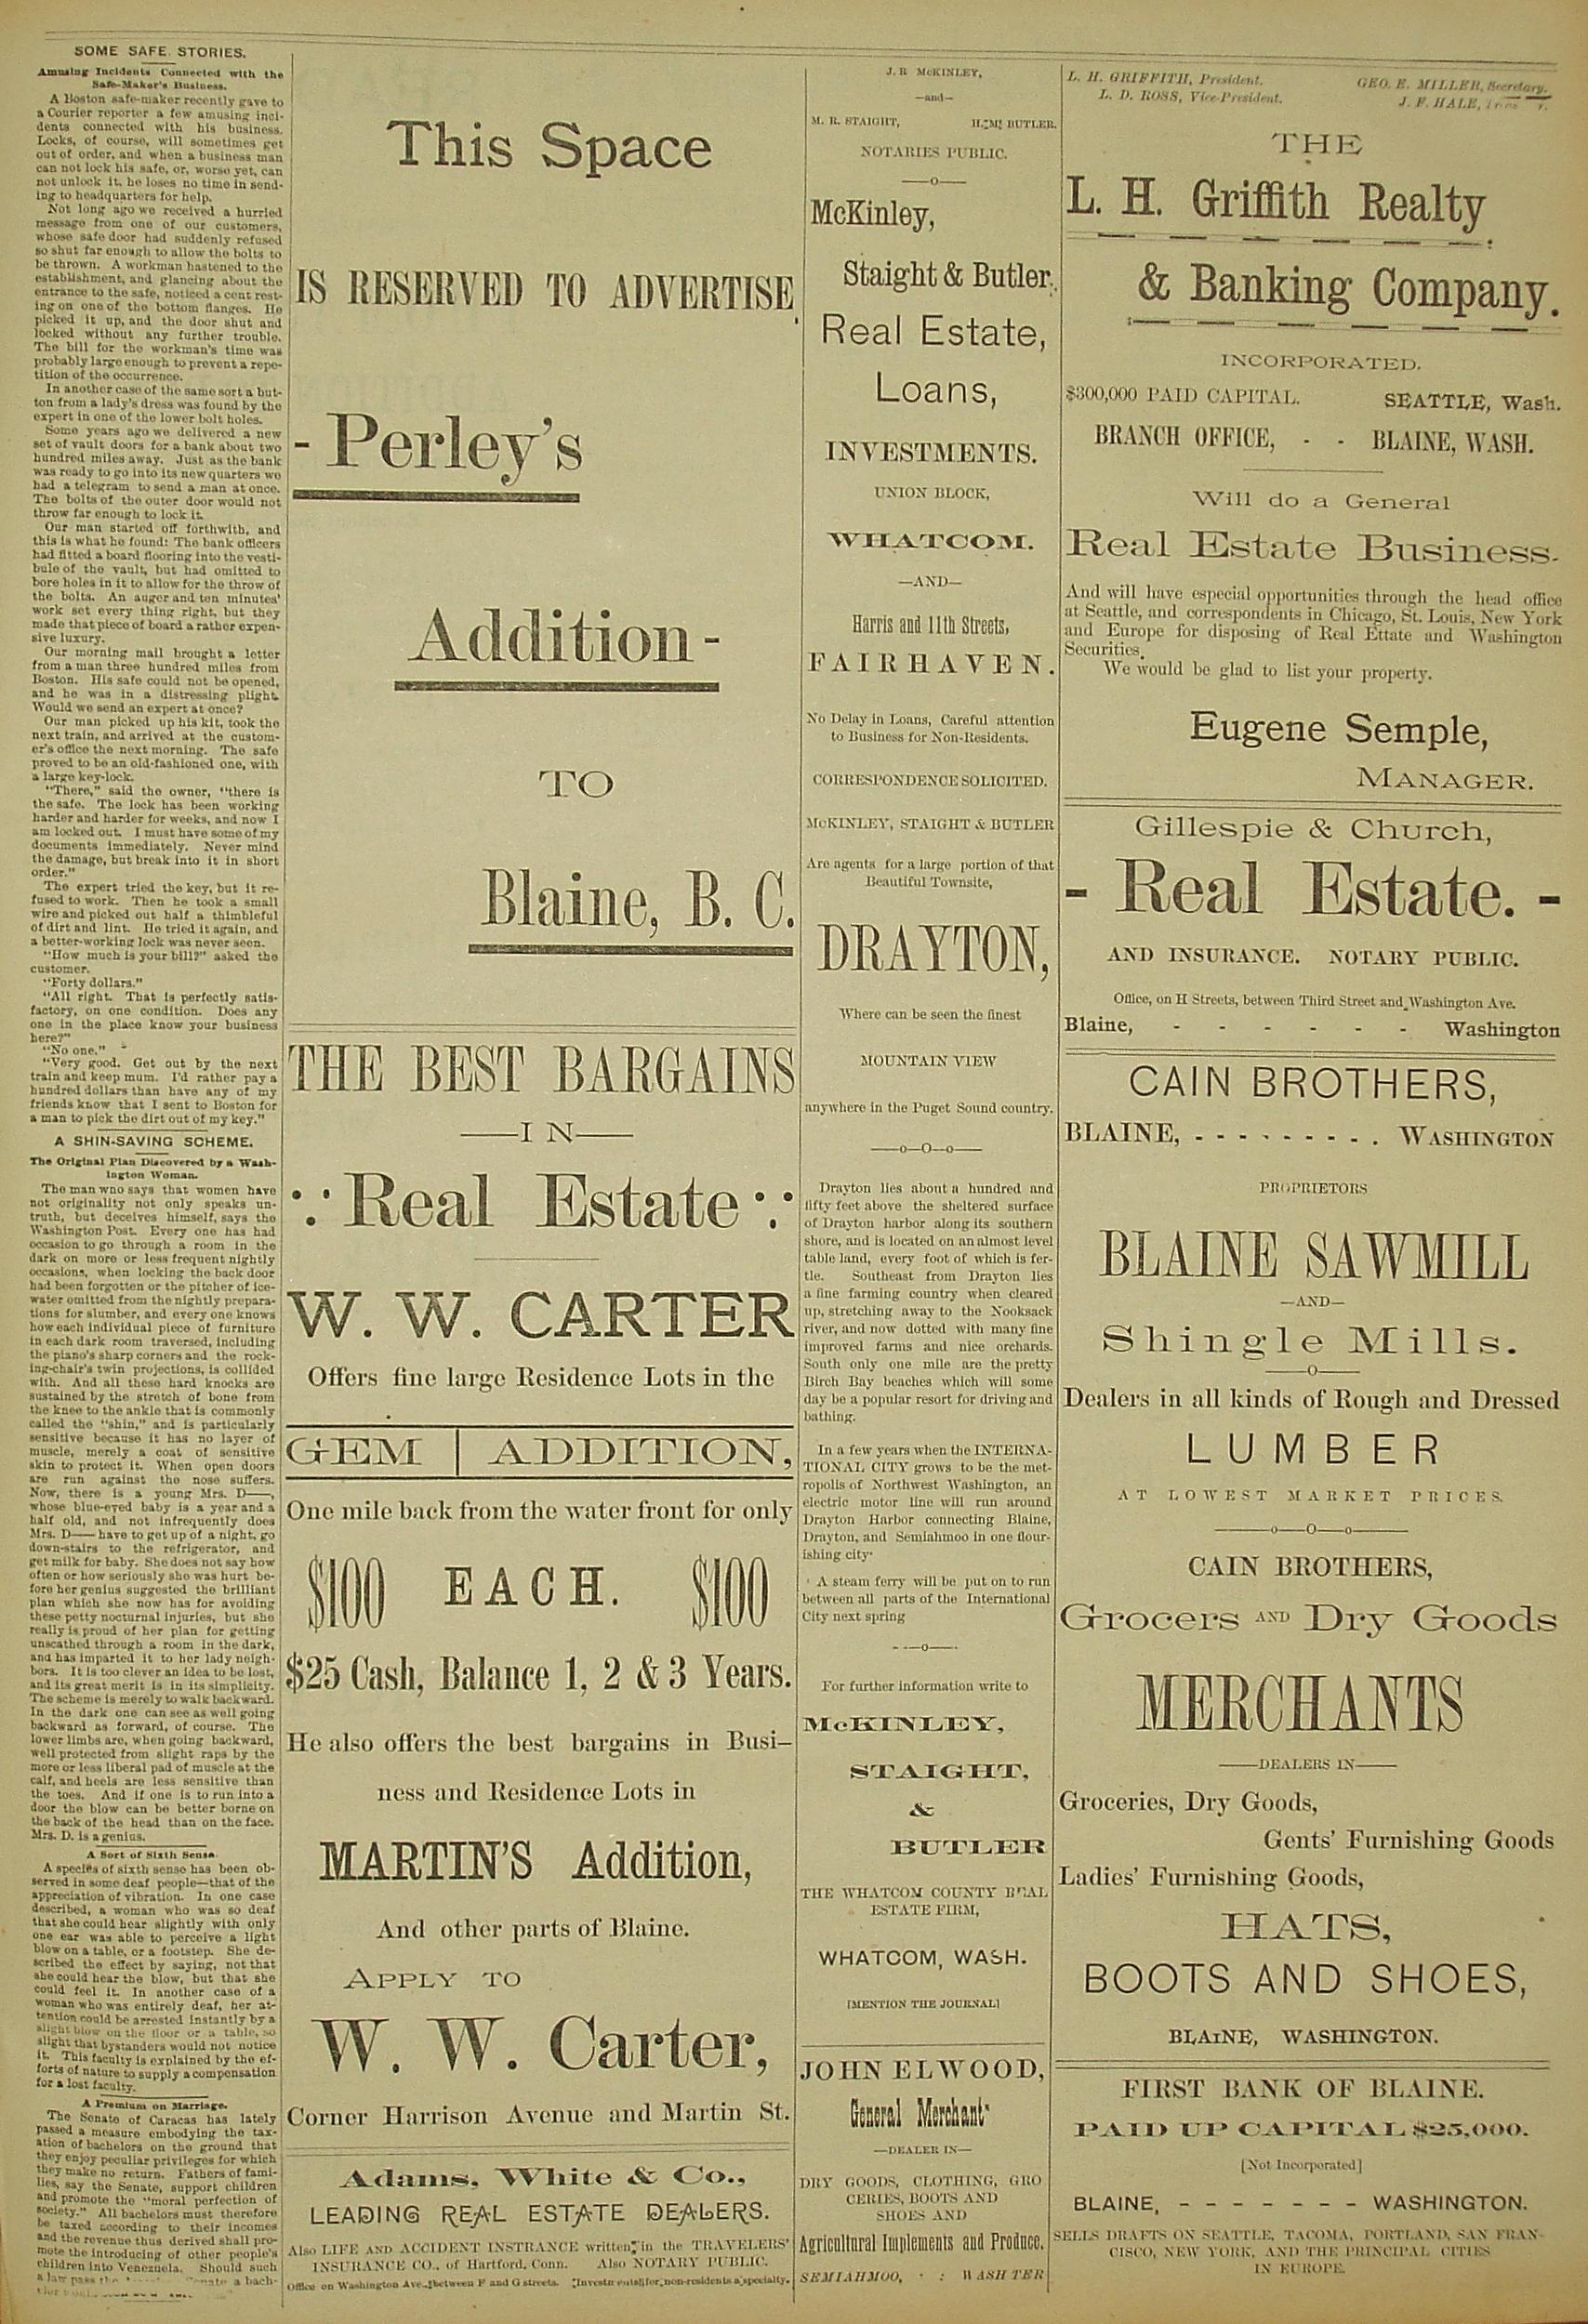 SOME SAFE STORIES.
Amusing Incidents Connected with the
Safe-Maker's Business.
A Boston safe-maker recently gave to
a Courier reporter a few amusing inci-
dents connected with his business.
Locks, of course, will sometimes get
out of order, and when a business man
can not lock his safe, or, worse yet, can
not unlock it, he loses no time in send-
ing to headquarters for help.
Not long ago we received a hurried
message from one of our customers,
whose safe door had suddenly refused
so shut far enough to allow the bolts to
be thrown. A workman hastened to the
establishment, and glancing about the
entrance to the safe, noticed a cent rest-
ing on one of the bottom flanges. He
picked it up, and the door shut and
locked without any further trouble.
The bill for the workman's time was
probably large enough to prevent a repe-
tition of the occurrence.
In another case of the same sort a but-
ton from a lady's dress was found by the
expert in one of the lower bolt holes.
Some years ago we delivered a new
set of vault doors for a bank about two
hundred miles away. Just as the bank
was ready to go into its new quarters we
had a telegram to send a man at once.
The bolts of the outer door would not
throw far enough to lock it.
Our man started off forthwith, and
this is what he found: The bank officers
had fitted a board flooring into the vesti-
bule of the vault, but had omitted to
bore holes in it to allow for the throw of
the bolts. An auger and ten minutes'
work set every thing right, but they
made that piece of board a rather expen-
sive luxury.
Our morning mail brought a letter
from a man three hundred miles from
Boston. His safe could not be opened,
and he was in a distressing plight.
Would we send an expert at once?
Our man picked up his kit, took the
next train, and arrived at the custom-
er's office the next morning. The safe
proved to be an old-fashioned one, with
a large key-lock.
"There," said the owner, "there is
the safe. The lock has been working
harder and harder for weeks, and now I
am locked out. I must have some of my
documents immediately. Never mind
the damage, but break into it in short
order."
The expert tried the key, but it re-
fused to work. Then he took a small
wire and picked out half a thimbleful
of dirt and lint. He tried it again, and
a better-working lock was never seen.
"How much is your bill?" asked the
customer.
"Forty dollars."
"All right. That is perfectly satis-
factory, on one condition. Does any
one in the place know your business
here?"
"No one."
"Very good. Get out by the next
train and keep mum. I'd rather pay a
hundred dollars than have any of my
friends know that I sent to Boston for
a man to pick the dirt out of my key."
A SHIN-SAVING SCHEME.
The Original Plan Discovered by a Wash-
ington Woman.
The man who says that women have
not originality not only speaks un-
truth, but deceives himself, says the
Washington Post. Every one has had
occasion to go through a room in the
dark on more or less frequent nightly
occasions, when locking the back door
had been forgotten or the pitcher of ice-
water omitted from the nightly prepara-
tions for slumber, and every one knows
how each individual piece of furniture
in each dark room traversed, including
the piano's sharp corners and the rock-
ing-chair's twin projections, is collided
with. And all these hard knocks are
sustained by the stretch of bone from
the knee to the ankle that is commonly
called the "shin," and is particularly
sensitive because it has no layer of
muscle, merely a coat of sensitive
skin to protect it. When open doors
are run against the nose suffers.
Now, there is a young Mrs. D——,
whose blue-eyed baby is a year and a
half old, and not infrequently does
Mrs. D—— have to get up of a night, go
down-stairs to the refrigerator, and
get milk for baby. She does not say how
often or how seriously she was hurt be-
fore her genius suggested the brilliant
plan which she now has for avoiding
these petty nocturnal injuries, but she
really is proud of her plan for getting
unscathed through a room in the dark,
and has imparted it to her lady neigh-
bors. It is too clever an idea to be lost,
and its great merit is in its simplicity.
The scheme is merely to walk backward.
In the dark one can see as well going
backward as forward, of course. The
lower limbs are, when going backward,
well protected from slight raps by the
more or less liberal pad of muscle at the
calf, and heels are less sensitive than
the toes. And if one is to run into a
door the blow can be better borne on
the back of the head than on the face.
Mrs. D. is a genius.
A Sort of Sixth Sense.
A species of sixth sense has been ob-
served in some deaf people—that of the
appreciation of vibration. In one case
described, a woman who was so deaf
that she could hear slightly with only
one ear was able to perceive a light
blow on a table, or a footstep. She de-
scribed the effect by saying, not that
she could hear the blow, but that she
could feel it. In another case of a
woman who was entirely deaf, her at-
tention could be arrested instantly by a
slight blow on the floor or a table, so
slight that bystanders would not notice
it. This faculty is explained by the ef-
forts of nature to supply a compensation
for a lost faculty.
A Premium on Marriage.
The Senate of Caracas has lately
passed a measure embodying the tax-
ation of bachelors on the ground that
they enjoy peculiar privileges for which
they make no return. Fathers of fami-
lies, say the Senate, support children
and promote the "moral perfection of
society." All bachelors must therefore
be taxed according to their incomes
and the revenue thus derived shall pro-
mote the introducing of other people's
children into Venezuela. Should such
a law pass the Senate a bach-
This Space
IS RESERVED TO ADVERTISE
- Perley's
Addition -
TO
Blaine, B. C.
THE BEST BARGAINS
—IN—
Real Estate
W. W. CARTER
Offers fine large Residence Lots in the
GEM | ADDITION,
One mile back from the water front for only
$100 EACH. $100
$25 Cash, Balance 1, 2 & 3 Years.
He also offers the best bargains in Busi-
ness and Residence Lots in
MARTIN'S Addition,
And other parts of Blaine.
APPLY TO
W. W. Carter,
Corner Harrison Avenue and Martin St.
Adams, White & Co.,
LEADING REAL ESTATE DEALERS.
Also LIFE AND ACCIDENT INSTRANCE written in the TRAVELERS'
INSURANCE CO., of Hartford, Conn. Also NOTARY PUBLIC.
Office on Washington Ave., between F and G streets. Investments for non-residents a specialty.
J. R McKINLEY,
—and—
M. R. STAIGHT, H. M. BUTLER.
NOTARIES PUBLIC.
—o—
McKinley,
Staight & Butler,
Real Estate,
Loans,
INVESTMENTS.
UNION BLOCK,
WHATCOM.
—AND—
Harris and 11th Streets,
FAIRHAVEN.
No Delay in Loans, Careful attention
to Business for Non-Residents.
CORRESPONDENCE SOLICITED.
McKINLEY, STAIGHT & BUTLER
Are agents for a large portion of that
Beautiful Townsite,
DRAYTON,
Where can be seen the finest
MOUNTAIN VIEW
anywhere in the Puget Sound country.
—o—O—o—
Drayton lies about a hundred and
fifty feet above the sheltered surface
of Drayton harbor along its southern
shore, and is located on an almost level
table land, every foot of which is fer-
tle. Southeast from Drayton lies
a fine farming country when cleared
up, stretching away to the Nooksack
river, and now dotted with many fine
improved farms and nice orchards.
South only one mile are the pretty
Birch Bay beaches which will some
day be a popular resort for driving and
bathing.
In a few years when the INTERNA-
TIONAL CITY grows to be the met-
ropolis of Northwest Washington, an
electric motor line will run around
Drayton Harbor connecting Blaine,
Drayton, and Semiahmoo in one flour-
ishing city.
A steam ferry will be put on to run
between all parts of the International
City next spring
—o—
For further information write to
McKINLEY,
STAIGHT,
&
BUTLER
THE WHATCOM COUNTY REAL
ESTATE FIRM,
WHATCOM, WASH.
[MENTION THE JOURNAL]
JOHN ELWOOD,
General Merchant
—DEALER IN—
DRY GOODS, CLOTHING, GRO
CERIES, BOOTS AND
SHOES AND
Agricultural Implements and Produce.
SEMIAHMOO, · : WASH TER
L. H. GRIFFITH, President. GEO. E. MILLER, Secretary.
L. D. ROSS, Vice-President. J. F. HALE,
THE
L. H. Griffith Realty
& Banking Company.
INCORPORATED.
$300,000 PAID CAPITAL. SEATTLE, Wash.
BRANCH OFFICE, - - BLAINE, WASH.
Will do a General
Real Estate Business.
And will have especial opportunities through the head office
at Seattle, and correspondents in Chicago, St. Louis, New York
and Europe for disposing of Real Ettate and Washington
Securities.
We would be glad to list your property.
Eugene Semple,
MANAGER.
Gillespie & Church,
- Real Estate. -
AND INSURANCE. NOTARY PUBLIC.
Office, on H Streets, between Third Street and Washington Ave.
Blaine, - - - - - - Washington
CAIN BROTHERS,
BLAINE, - - - - - - - - - WASHINGTON
PROPRIETORS
BLAINE SAWMILL
—AND—
Shingle Mills.
—O—
Dealers in all kinds of Rough and Dressed
LUMBER
AT LOWEST MARKET PRICES.
—o—O—o—
CAIN BROTHERS,
Grocers AND Dry Goods
MERCHANTS
—DEALERS IN—
Groceries, Dry Goods,
Gents' Furnishing Goods
Ladies' Furnishing Goods,
HATS,
BOOTS AND SHOES,
BLAINE, WASHINGTON.
FIRST BANK OF BLAINE.
PAID UP CAPITAL $25,000.
[Not Incorporated]
BLAINE, - - - - - - - - WASHINGTON.
SELLS DRAFTS ON SEATTLE, TACOMA, PORTLAND, SAN FRAN-
CISCO, NEW YORK, AND THE PRINCIPAL CITIES
IN EUROPE.